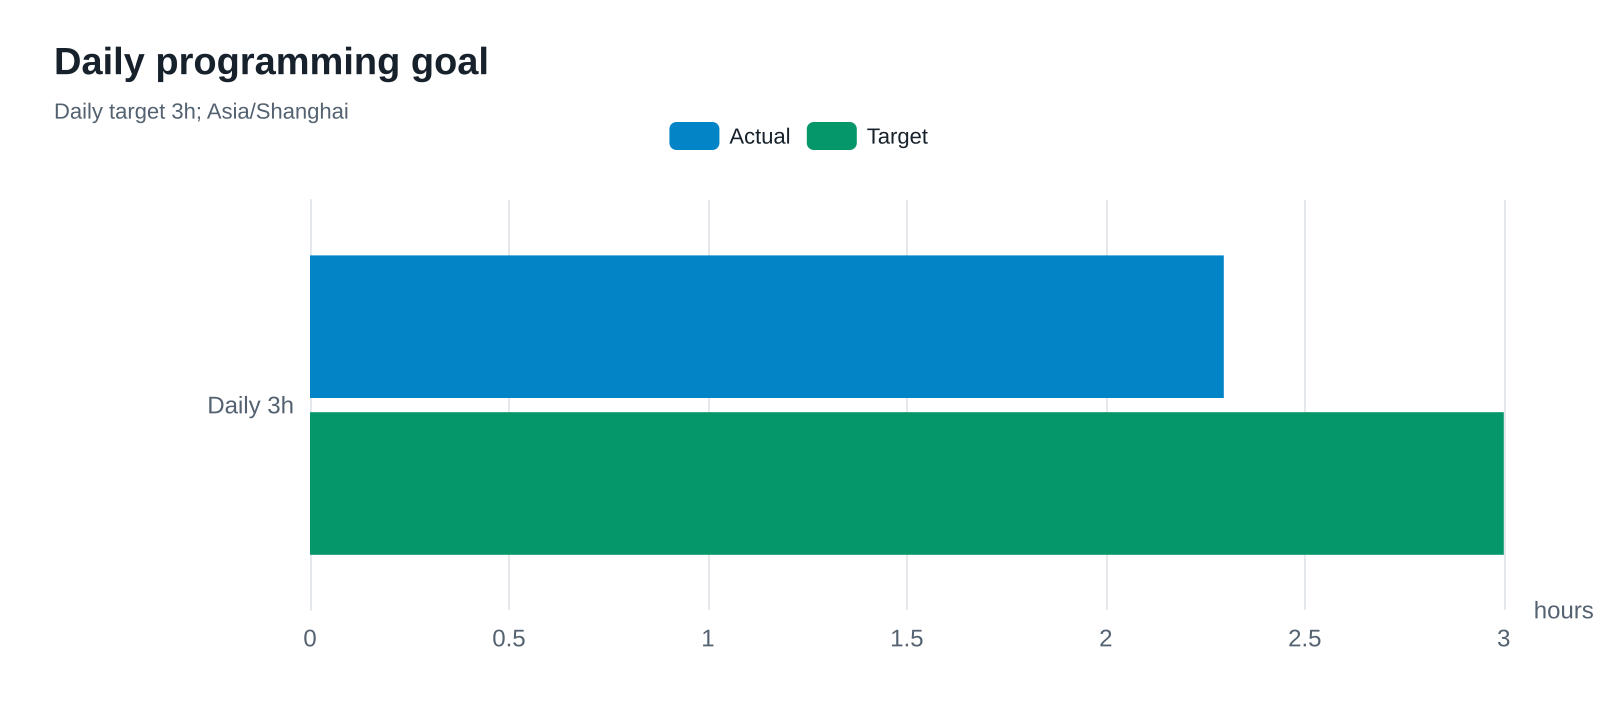 Daily programming goal
Daily target 3h; Asia/Shanghai
Actual Target
Daily 3h
hours
0 0.5 1 1.5 2 2.5 3